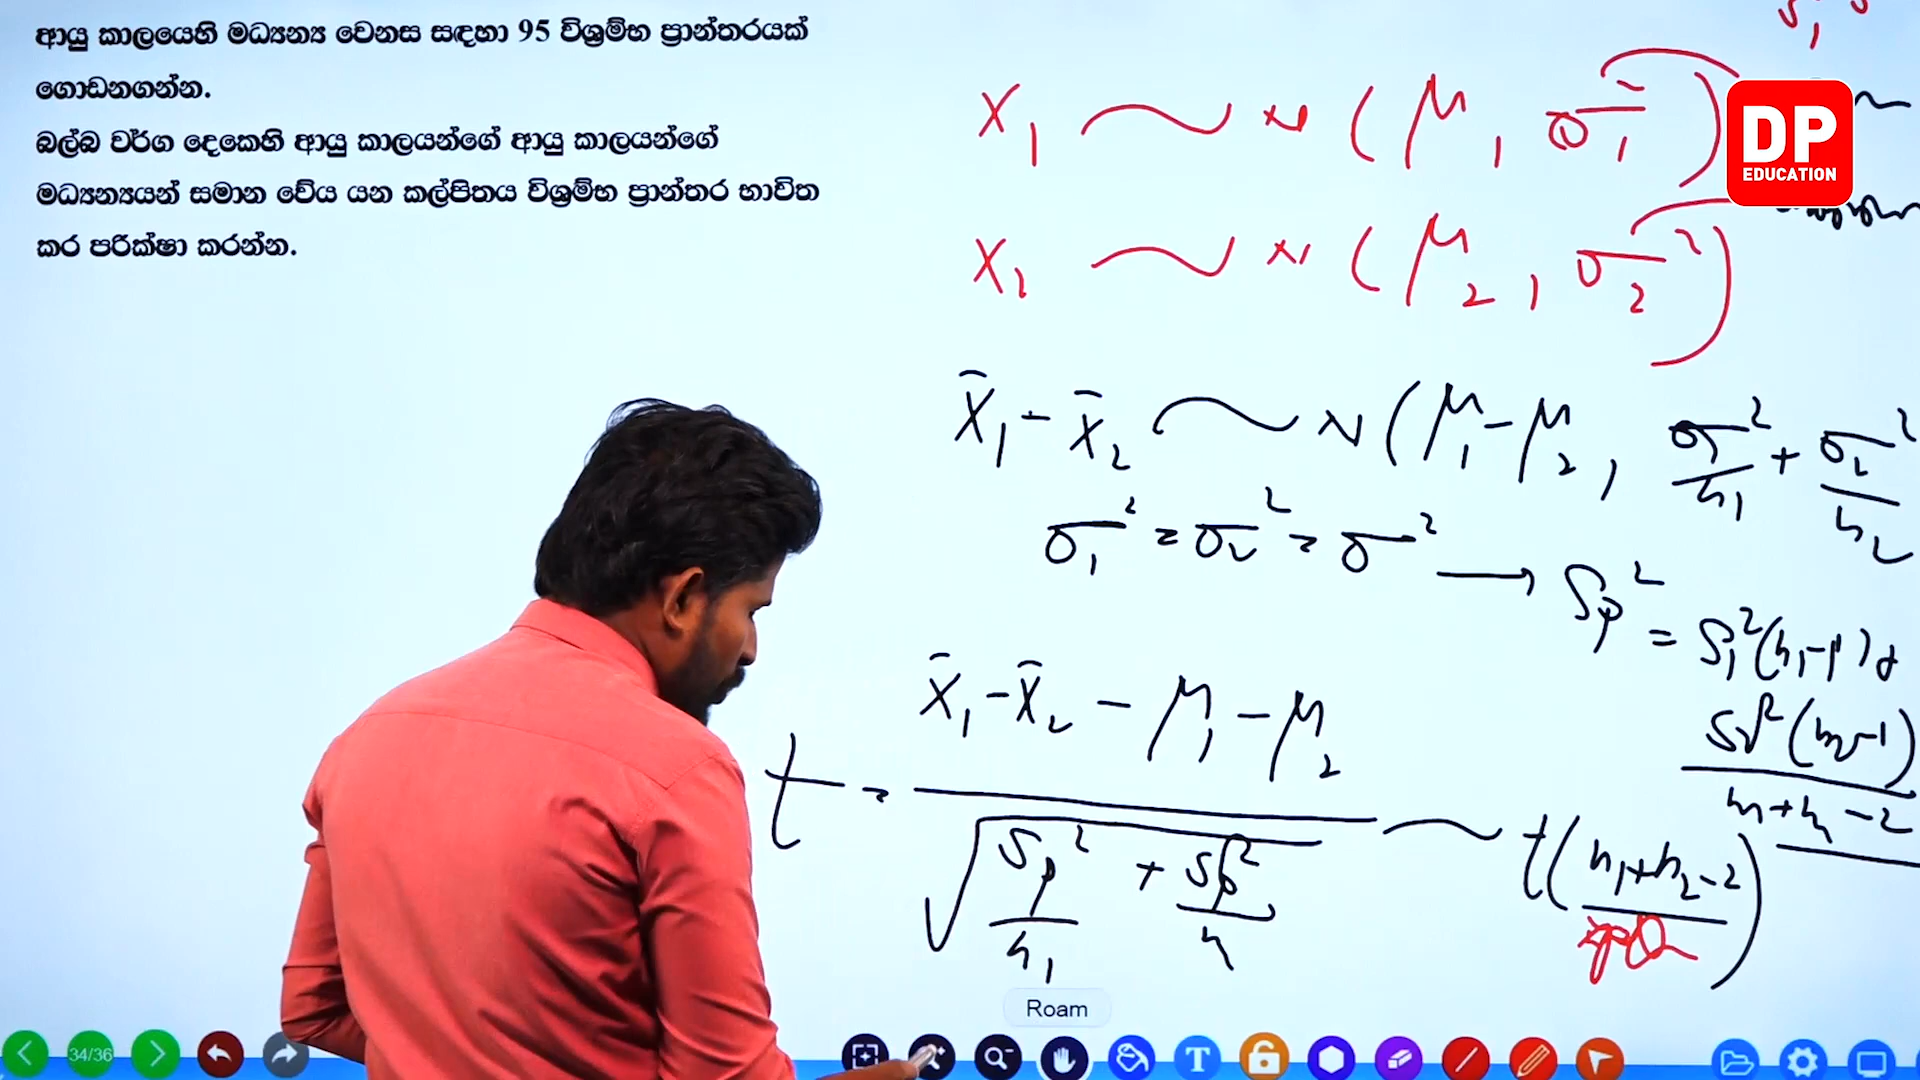 ආයු කාලයෙහි මධ්‍යන්‍ය වෙනස සඳහා 95 විශ්‍රම්භ ප්‍රාන්තරයක්
ගොඩනගන්න.
බල්බ වර්ග දෙකෙහි ආයු කාලයන්ගේ ආයු කාලයන්ගේ
මධ්‍යන්‍යයන් සමාන වේය යන කල්පිතය විශ්‍රම්භ ප්‍රාන්තර භාවිත
කර පරික්ෂා කරන්න.
X₁ ~ N (μ, σ₁²)
DP
EDUCATION
X₂ ~ N (μ₂, σ₂²)
X̄₁ - X̄₂ ~ N (μ₁ - μ₂, σ₁²/n₁ + σ₂²/n₂
σ₁² = σ₂² = σ² → Sp² = S₁²(n₁-1) + S₂²(n₂-1) / n₁+n₂-2
t = X̄₁ - X̄₂ - μ₁ - μ₂ / √(Sp²/n₁ + Sp²/n) ~ t(n₁+n₂-2)
Roam
34/36
T